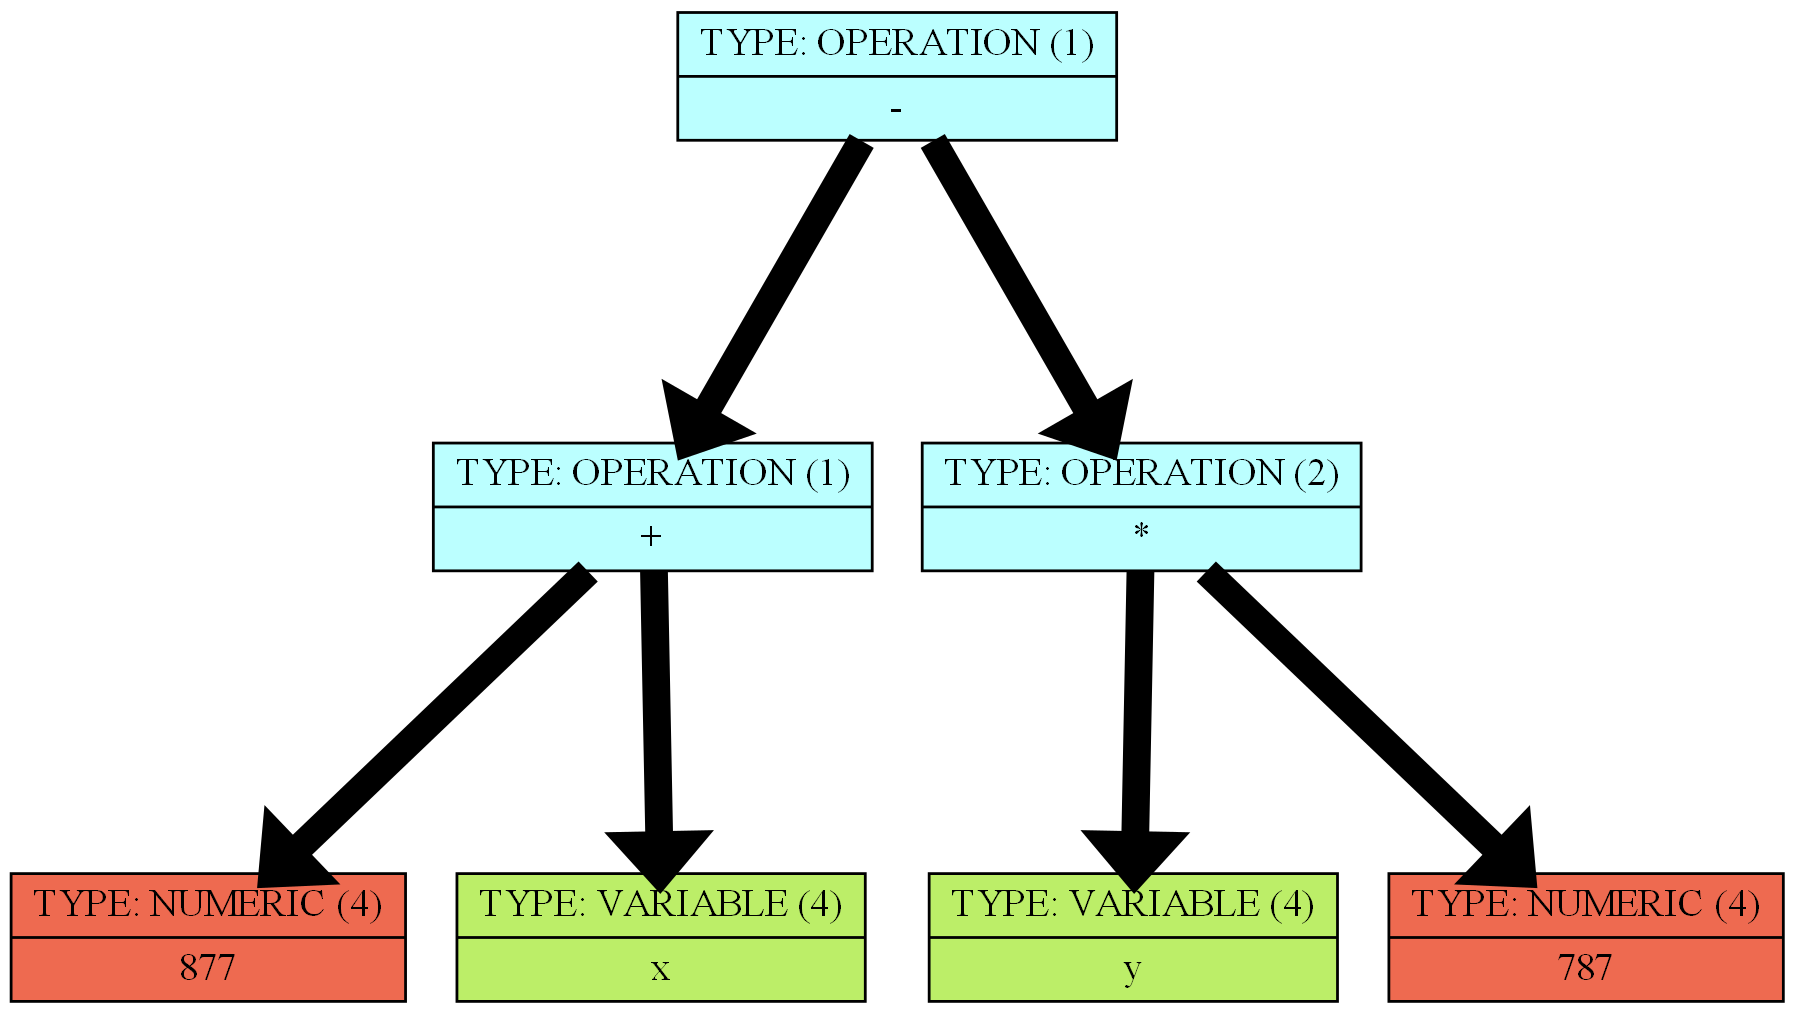 TYPE: OPERATION (1)
-
TYPE: OPERATION (1)
+
TYPE: OPERATION (2)
*
TYPE: NUMERIC (4)
877
TYPE: VARIABLE (4)
x
TYPE: VARIABLE (4)
y
TYPE: NUMERIC (4)
787